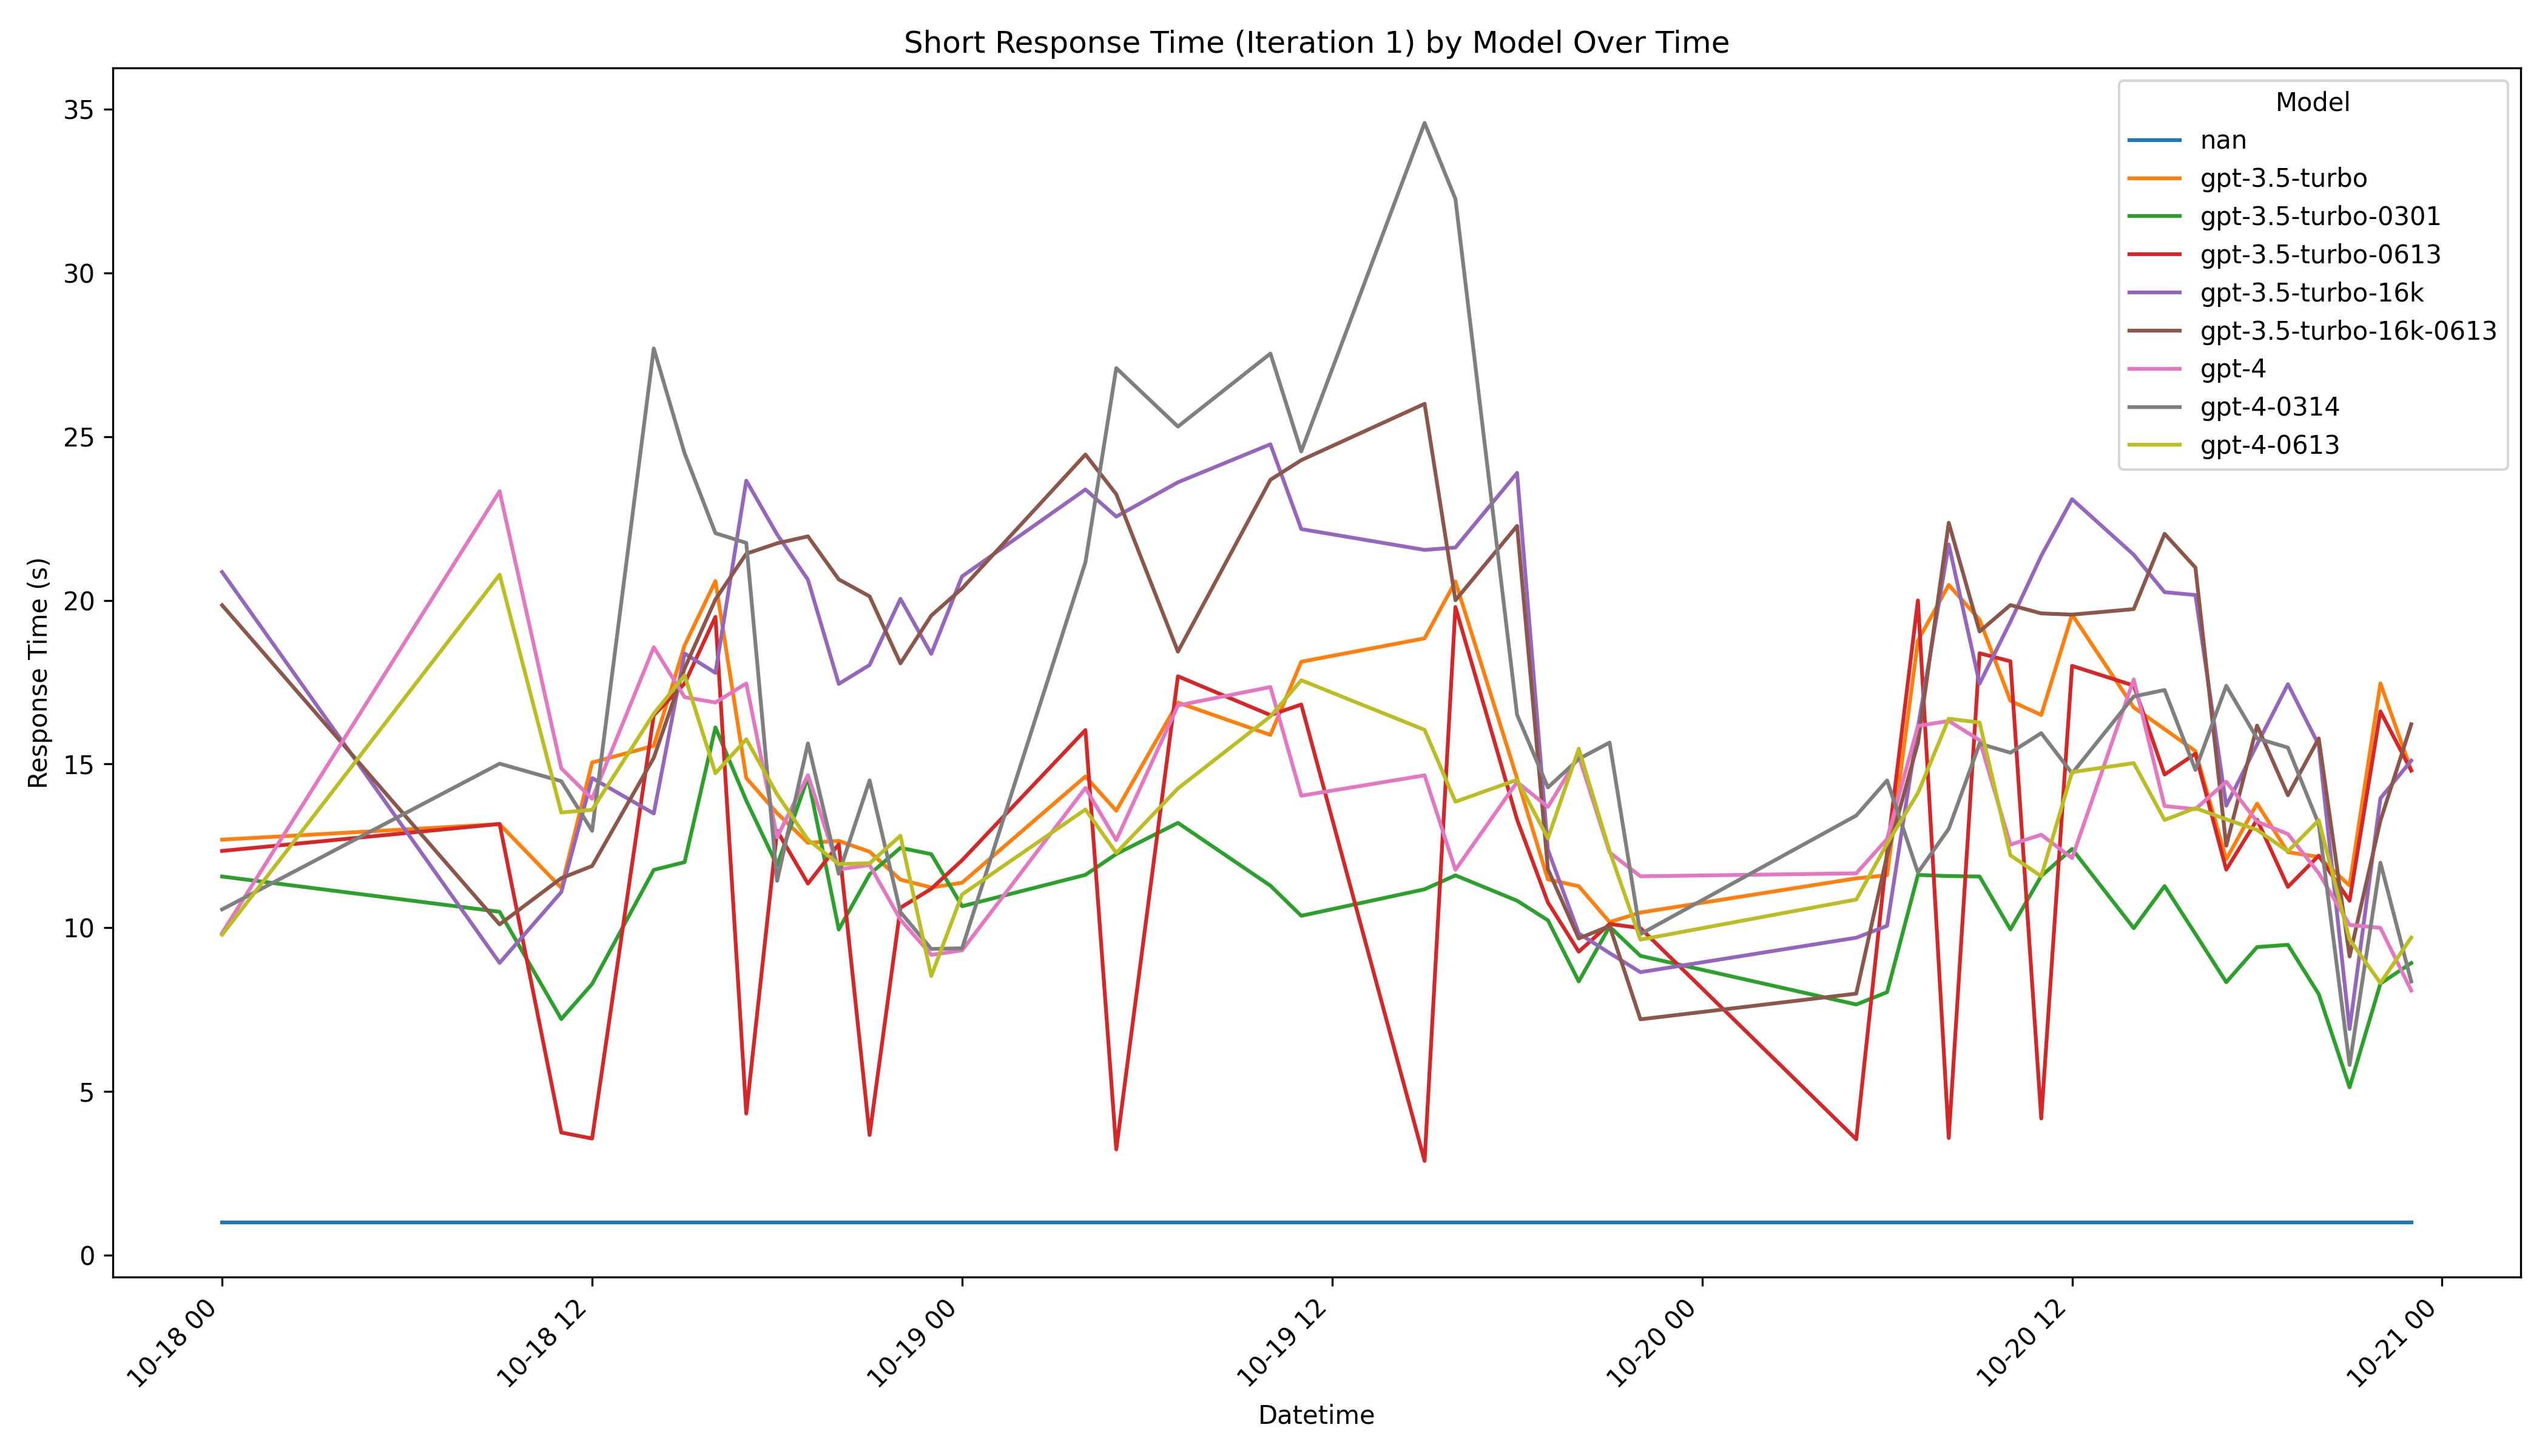 Short Response Time (Iteration 1) by Model Over Time
Response Time (s)
35
30
25
20
15
10
5
0
Model
nan
gpt-3.5-turbo
gpt-3.5-turbo-0301
gpt-3.5-turbo-0613
gpt-3.5-turbo-16k
gpt-3.5-turbo-16k-0613
gpt-4
gpt-4-0314
gpt-4-0613
10-18 00
10-18 12
10-19 00
10-19 12
10-20 00
10-20 12
10-21 00
Datetime